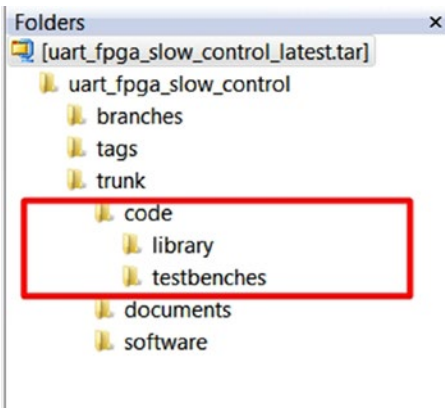 Folders ×
[uart_fpga_slow_control_latest.tar]
uart_fpga_slow_control
branches
tags
trunk
code
library
testbenches
documents
software